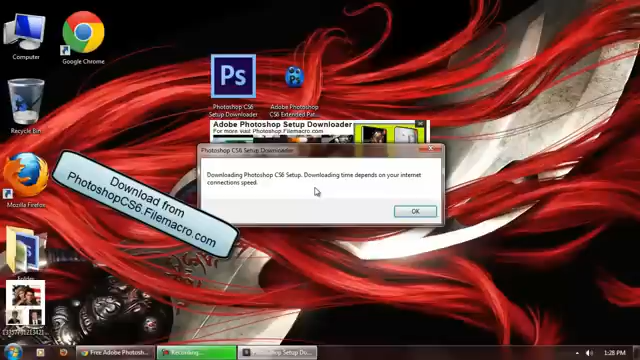 Computer
Google Chrome
Recycle Bin
Mozilla Firefox
Ps
Photoshop CS6
Setup Downloader
Adobe Photoshop
CS6 Extended Pat...
Adobe Photoshop Setup Downloader
For more visit Photoshop.Filemacro.com
Photoshop CS6 Setup Downloader
Downloading Photoshop CS6 Setup. Downloading time depends on your internet
connections speed.
OK
Download from
PhotoshopCS6.Filemacro.com
Folder
Free Adobe Photosh...
Recording...
Photoshop Setup Do...
1:28 PM